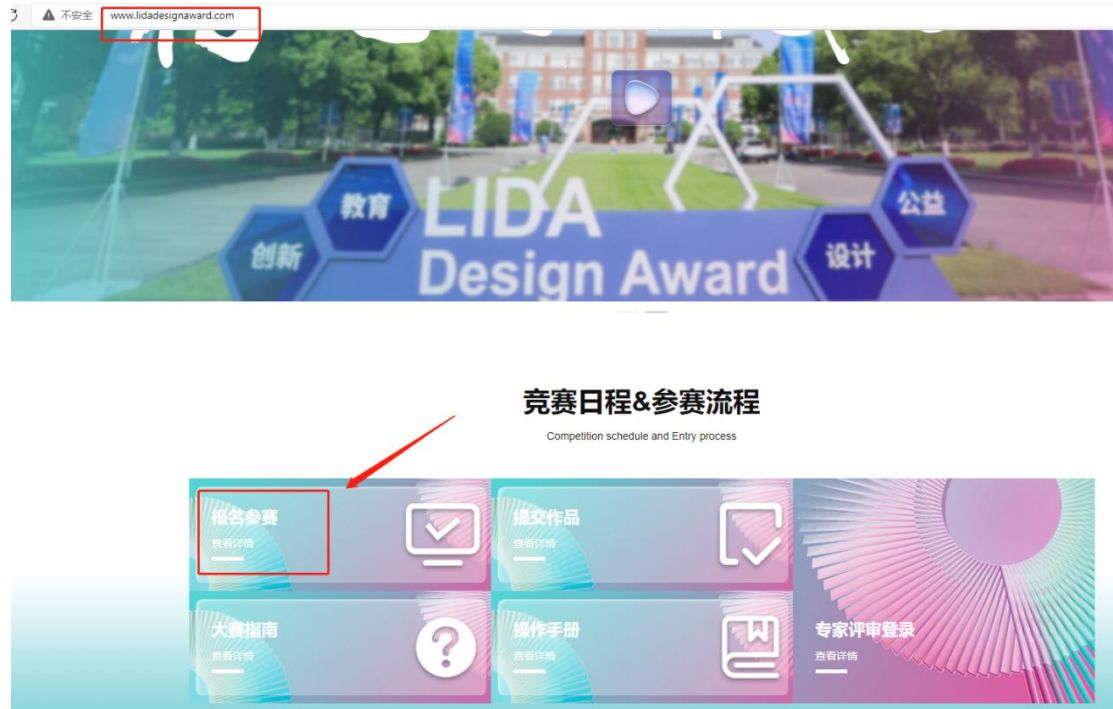 不安全 www.lidadesignaward.com
教育
公益
创新
设计
LIDA
Design Award
竞赛日程&参赛流程
Competition schedule and Entry process
报名参赛
查看详情
提交作品
查看详情
大赛指南
查看详情
操作手册
查看详情
专家评审登录
查看详情